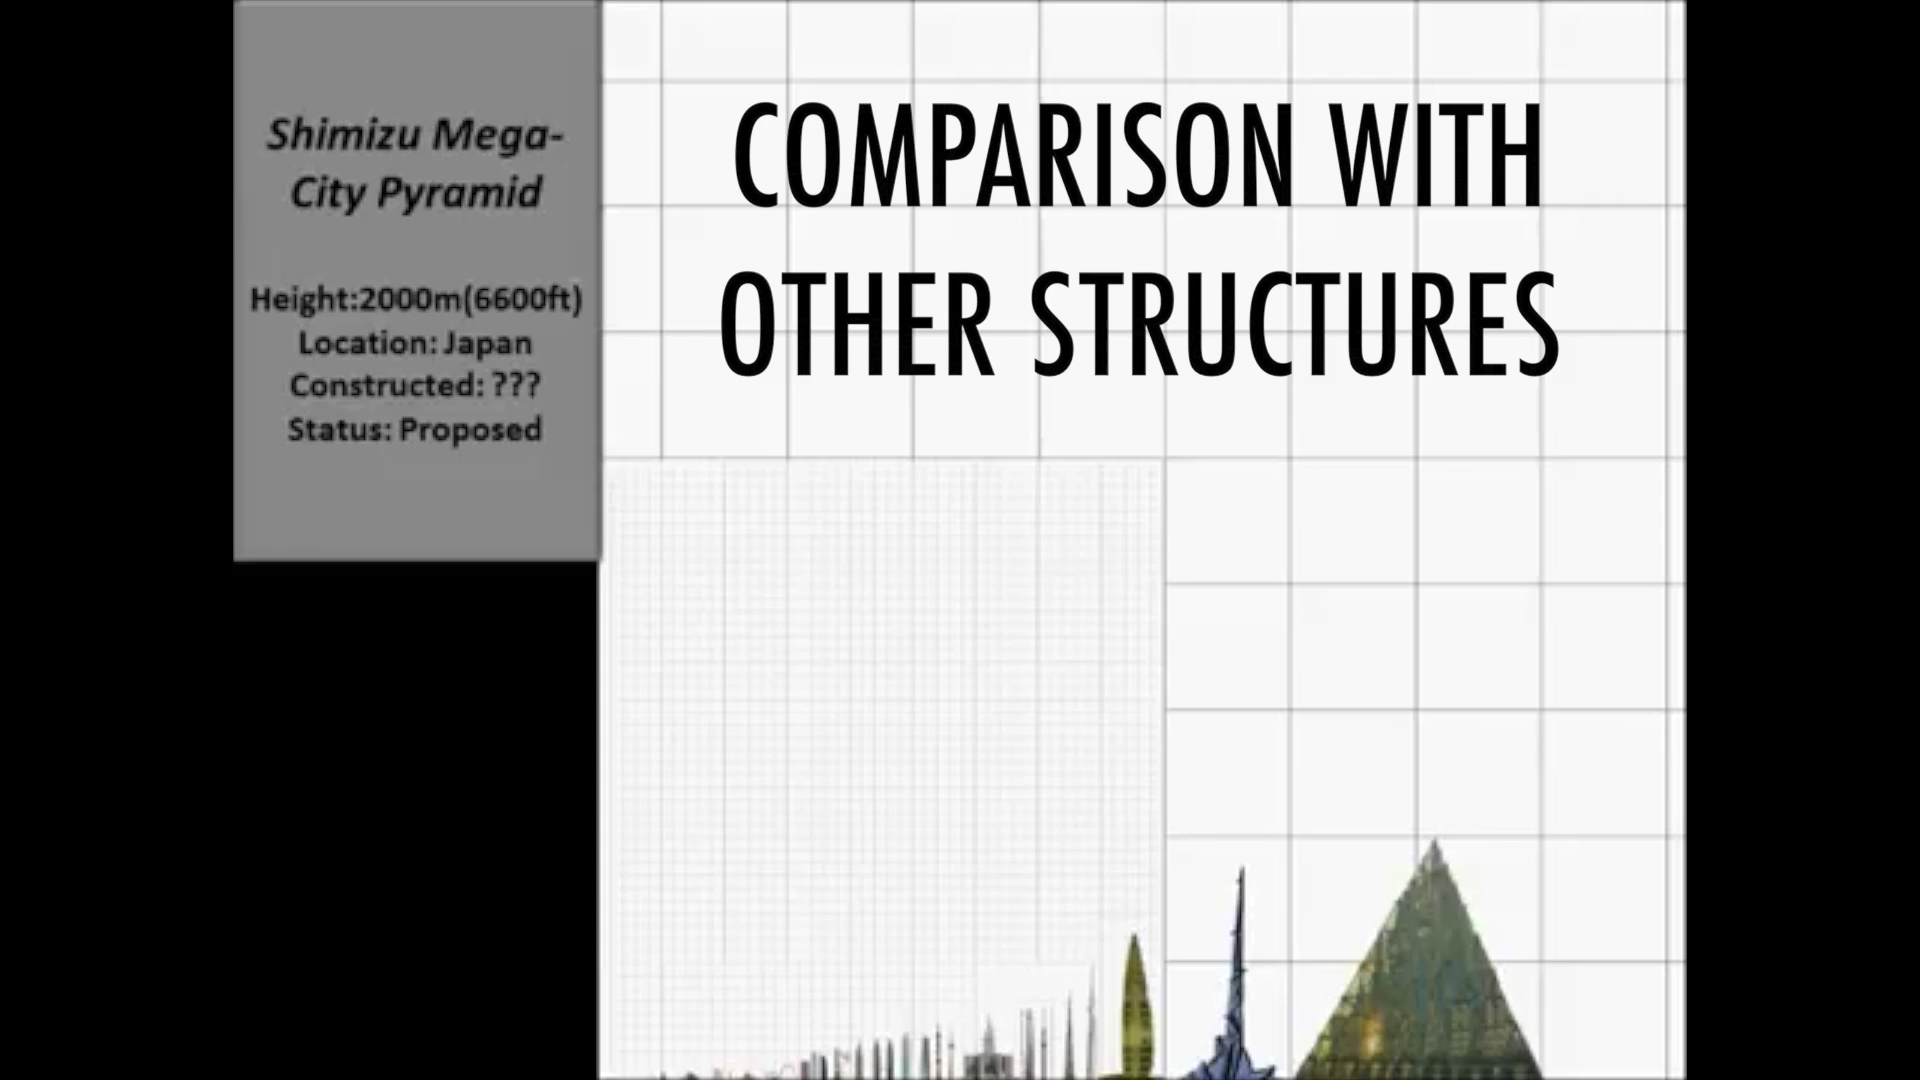 Shimizu Mega-
City Pyramid
Height:2000m(6600ft)
Location: Japan
Constructed: ???
Status: Proposed
COMPARISON WITH
OTHER STRUCTURES